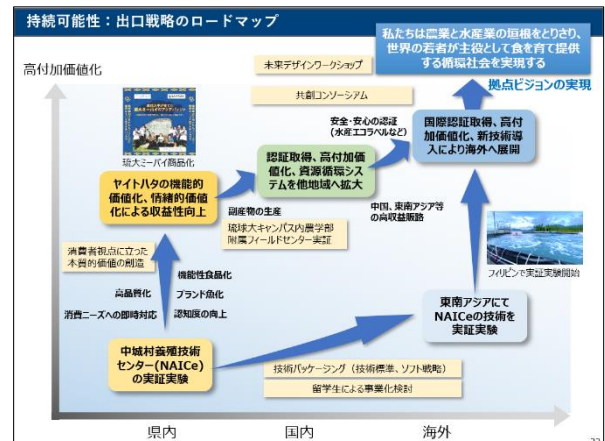 持続可能性：出口戦略のロードマップ
私たちは農業と水産業の垣根をとりさり、
世界の若者が主役として食を育て提供
する循環社会を実現する
拠点ビジョンの実現
高付加価値化
未来デザインワークショップ
共創コンソーシアム
安全・安心の認証
(水産エコラベルなど)
琉大ミーバイ商品化
ヤイトハタの機能的
価値化、情緒的価値
化による収益性向上
認証取得、高付加価
値化、資源循環シス
テムを他地域へ拡大
国際認証取得、高付
加価値化、新技術導
入により海外へ展開
副産物の生産
琉球大キャンパス内農学部
附属フィールドセンター実証
中国、東南アジア等
の高収益販路
消費者視点に立った
本質的価値の創造
高品質化
消費ニーズへの即時対応
機能性食品化
ブランド魚化
認知度の向上
フィリピンで実証実験開始
東南アジアにて
NAICeの技術を
実証実験
中城村養殖技術
センター(NAICe)
の実証実験
技術パッケージング（技術標準、ソフト戦略）
留学生による事業化検討
県内
国内
海外